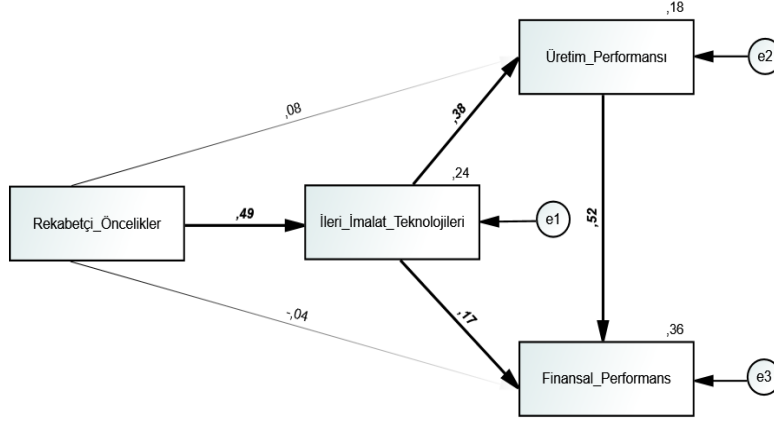 ,18
Üretim_Performansı
e2
,08
,38
,24
Rekabetçi_Öncelikler
,49
İleri_İmalat_Teknolojileri
e1
,52
-,04
,17
,36
Finansal_Performans
e3